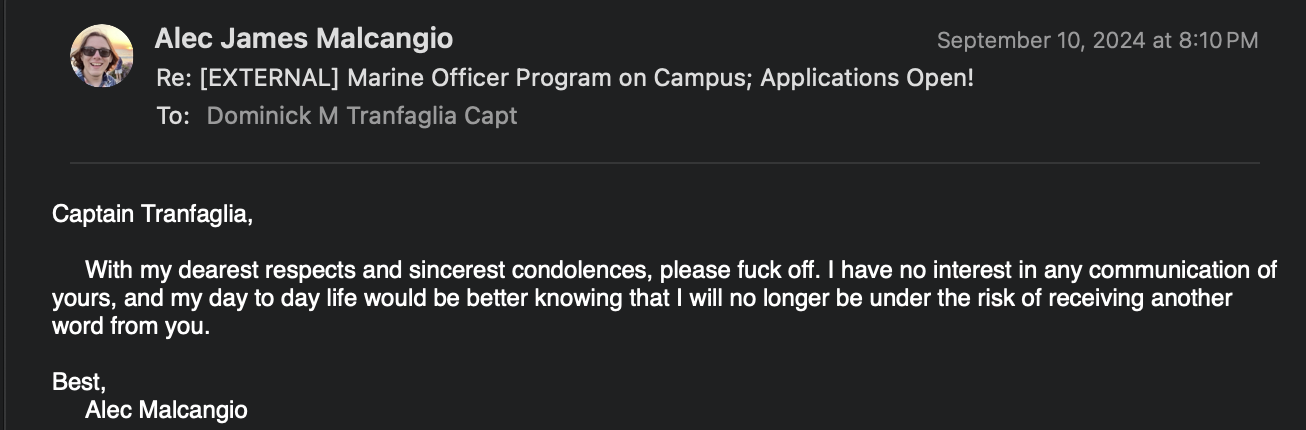 Alec James Malcangio
September 10, 2024 at 8:10 PM
Re: [EXTERNAL] Marine Officer Program on Campus; Applications Open!
To: Dominick M Tranfaglia Capt
Captain Tranfaglia,
With my dearest respects and sincerest condolences, please fuck off. I have no interest in any communication of
yours, and my day to day life would be better knowing that I will no longer be under the risk of receiving another
word from you.
Best,
Alec Malcangio